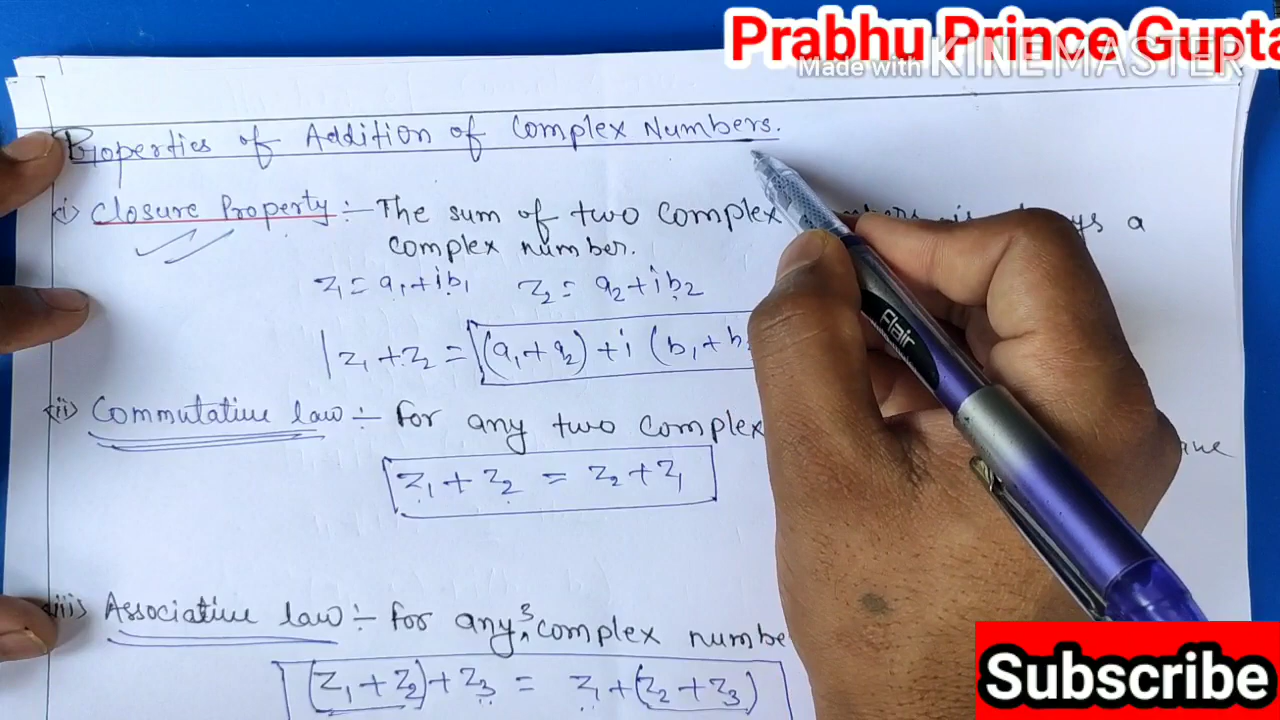 Prabhu Prince Gupta
Made with KINEMASTER
Properties of Addition of Complex Numbers.
(i) Closure Property :- The sum of two complex a
complex number.
z₁ = a₁+ib₁ z₂ = a₂+ib₂
z₁ + z₂ = (a₁ + a₂) + i (b₁ + b
(ii) Commutative law :- for any two complex
z₁ + z₂ = z₂ + z₁
(iii) Associative law :- for any 3 complex numbe
(z₁ + z₂) + z₃ = z₁ + (z₂ + z₃)
Flair
Subscribe